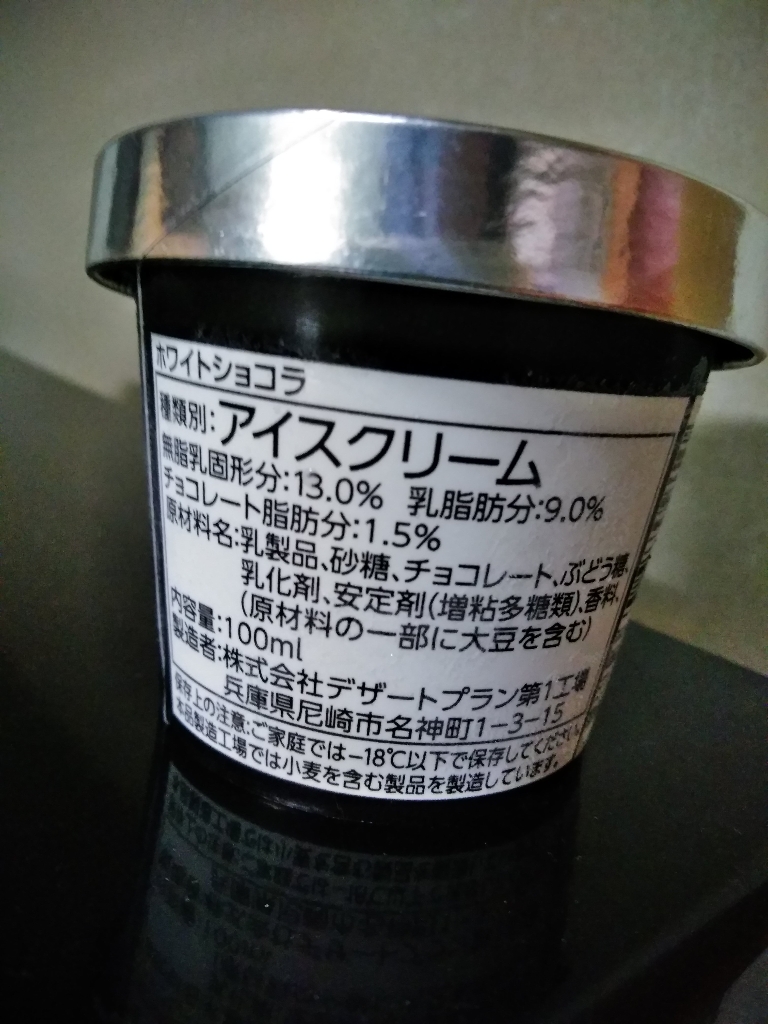 ホワイトショコラ
種類別:アイスクリーム
無脂乳固形分:13.0% 乳脂肪分:9.0%
チョコレート脂肪分:1.5%
原材料名:乳製品、砂糖、チョコレート、ぶどう糖、
乳化剤、安定剤(増粘多糖類)、香料、
(原材料の一部に大豆を含む)
内容量:100ml
製造者:株式会社デザートプラン第1工場
兵庫県尼崎市名神町1-3-15
保存上の注意:ご家庭では-18℃以下で保存してください。
本品製造工場では小麦を含む製品を製造しています。